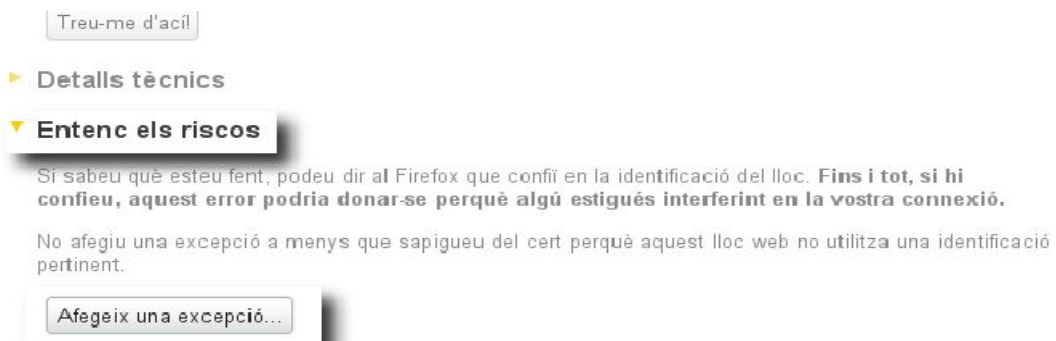 Treu-me d'ací!
Detalls tècnics
Entenc els riscos
Si sabeu què esteu fent, podeu dir al Firefox que confiï en la identificació del lloc. Fins i tot, si hi
confieu, aquest error podria donar-se perquè algú estigués interferint en la vostra connexió.
No afegiu una excepció a menys que sapigueu del cert perquè aquest lloc web no utilitza una identificació
pertinent.
Afegeix una excepció...